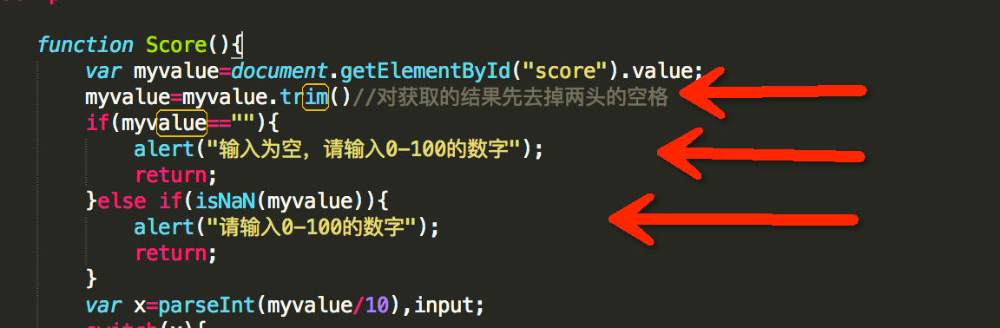 function Score(){
var myvalue=document.getElementById("score").value;
myvalue=myvalue.trim()//对获取的结果先去掉两头的空格
if(myvalue==""){
alert("输入为空，请输入0-100的数字");
return;
}else if(isNaN(myvalue)){
alert("请输入0-100的数字");
return;
}
var x=parseInt(myvalue/10),input;
switch(x){